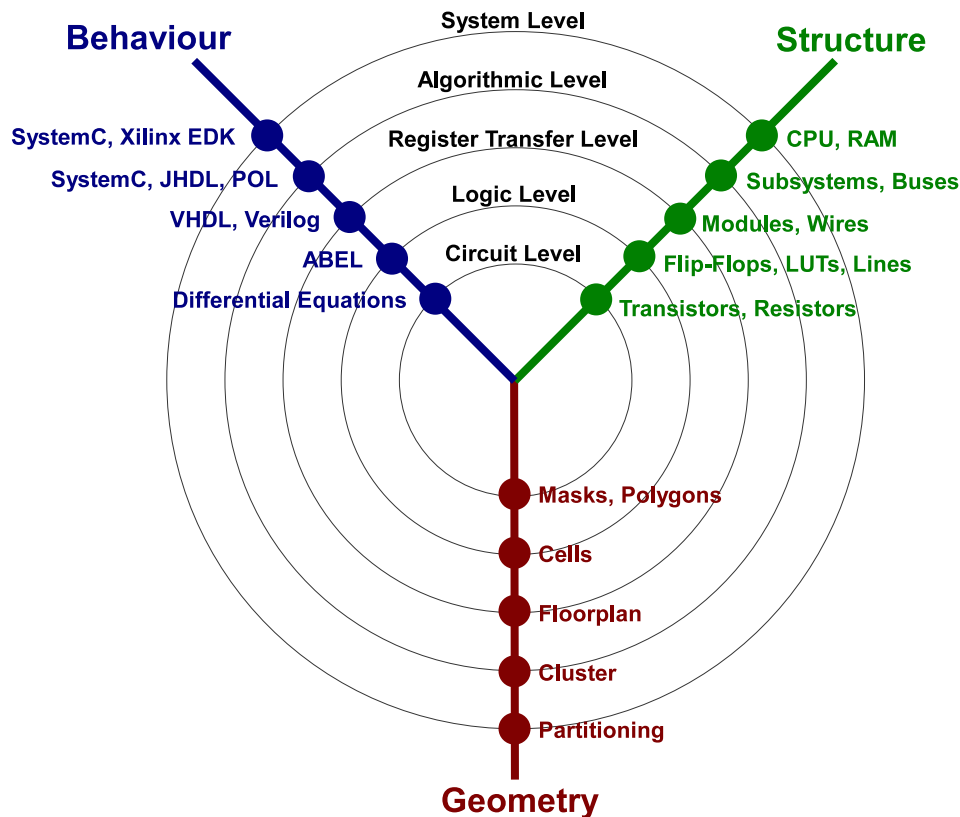 System Level
Behaviour
Structure
Algorithmic Level
SystemC, Xilinx EDK
Register Transfer Level
CPU, RAM
SystemC, JHDL, POL
Subsystems, Buses
Logic Level
VHDL, Verilog
Modules, Wires
Circuit Level
ABEL
Flip-Flops, LUTs, Lines
Differential Equations
Transistors, Resistors
Masks, Polygons
Cells
Floorplan
Cluster
Partitioning
Geometry